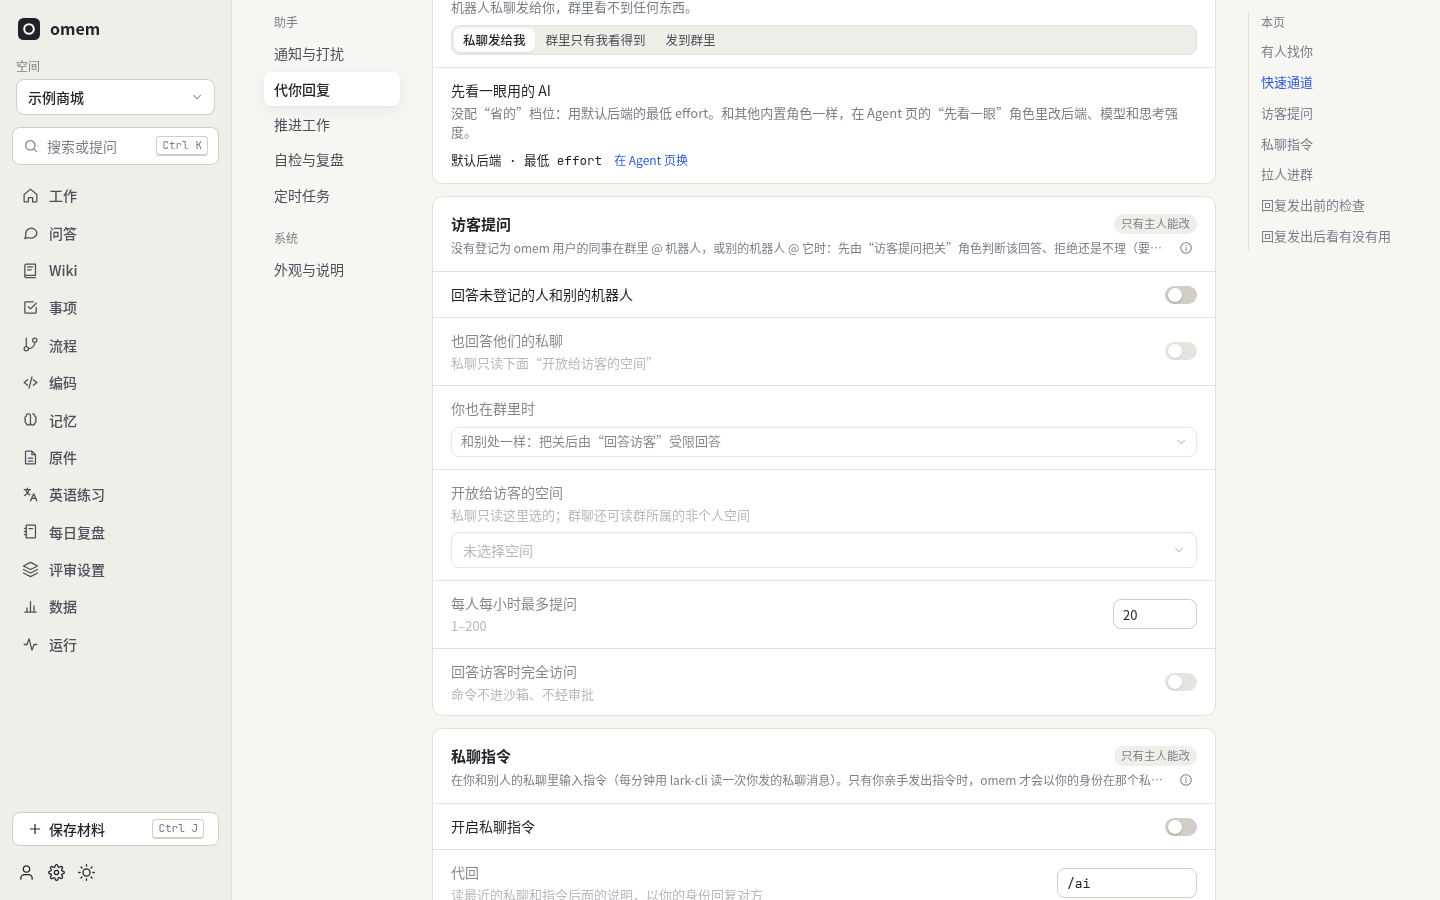 omem
空间
示例商城
搜索或提问 Ctrl K
工作
问答
Wiki
事项
流程
编码
记忆
原件
英语练习
每日复盘
评审设置
数据
运行
保存材料 Ctrl J
助手
通知与打扰
代你回复
推进工作
自检与复盘
定时任务
系统
外观与说明
机器人私聊发给你，群里看不到任何东西。
私聊发给我 群里只有我看得到 发到群里
先看一眼用的 AI
没配“省的”档位：用默认后端的最低 effort。和其他内置角色一样，在 Agent 页的“先看一眼”角色里改后端、模型和思考强
度。
默认后端 · 最低 effort 在 Agent 页换
访客提问 只有主人能改
没有登记为 omem 用户的同事在群里 @ 机器人，或别的机器人 @ 它时：先由“访客提问把关”角色判断该回答、拒绝还是不理（要…
回答未登记的人和别的机器人
也回答他们的私聊
私聊只读下面“开放给访客的空间”
你也在群里时
和别处一样：把关后由“回答访客”受限回答
开放给访客的空间
私聊只读这里选的；群聊还可读群所属的非个人空间
未选择空间
每人每小时最多提问
1–200
20
回答访客时完全访问
命令不进沙箱、不经审批
私聊指令 只有主人能改
在你和别人的私聊里输入指令（每分钟用 lark-cli 读一次你发的私聊消息）。只有你亲手发出指令时，omem 才会以你的身份在那个私…
开启私聊指令
代回
读最近的私聊和指令后面的说明，以你的身份回复对方
/ai
本页
有人找你
快速通道
访客提问
私聊指令
拉人进群
回复发出前的检查
回复发出后看有没有用